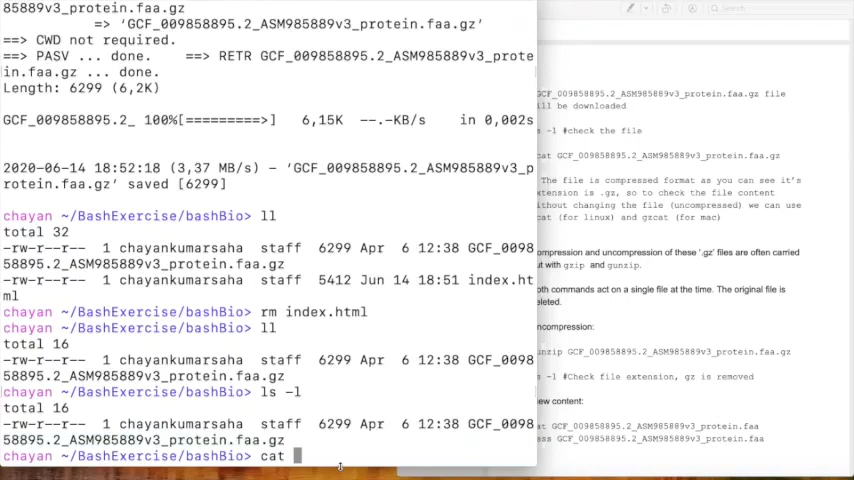 85889v3_protein.faa.gz
=> ‘GCF_009858895.2_ASM985889v3_protein.faa.gz’
==> CWD not required.
==> PASV ... done.    ==> RETR GCF_009858895.2_ASM985889v3_prote
in.faa.gz ... done.
Length: 6299 (6,2K)
GCF_009858895.2_ 100%[=========>]   6,15K  --.-KB/s    in 0,002s
2020-06-14 18:52:18 (3,37 MB/s) - ‘GCF_009858895.2_ASM985889v3_p
rotein.faa.gz’ saved [6299]
chayan ~/BashExercise/bashBio> ll
total 32
-rw-r--r--  1 chayankumarsaha  staff  6299 Apr  6 12:38 GCF_0098
58895.2_ASM985889v3_protein.faa.gz
-rw-r--r--  1 chayankumarsaha  staff  5412 Jun 14 18:51 index.ht
ml
chayan ~/BashExercise/bashBio> rm index.html
chayan ~/BashExercise/bashBio> ll
total 16
-rw-r--r--  1 chayankumarsaha  staff  6299 Apr  6 12:38 GCF_0098
58895.2_ASM985889v3_protein.faa.gz
chayan ~/BashExercise/bashBio> ls -l
total 16
-rw-r--r--  1 chayankumarsaha  staff  6299 Apr  6 12:38 GCF_0098
58895.2_ASM985889v3_protein.faa.gz
chayan ~/BashExercise/bashBio> cat
Search
GCF_009858895.2_ASM985889v3_protein.faa.gz file
ill be downloaded
s -l #check the file
cat GCF_009858895.2_ASM985889v3_protein.faa.gz
The file is compressed format as you can see it’s
xtension is .gz, so to check the file content
ithout changing the file (uncompressed) we can use
cat (for linux) and gzcat (for mac)
ompression and uncompression of these ‘.gz’ files are often carried
ut with gzip and gunzip.
oth commands act on a single file at the time. The original file is
eleted.
ncompression:
unzip GCF_009858895.2_ASM985889v3_protein.faa.gz
s -l #Check file extension, gz is removed
iew content:
at GCF_009858895.2_ASM985889v3_protein.faa
ess GCF_009858895.2_ASM985889v3_protein.faa